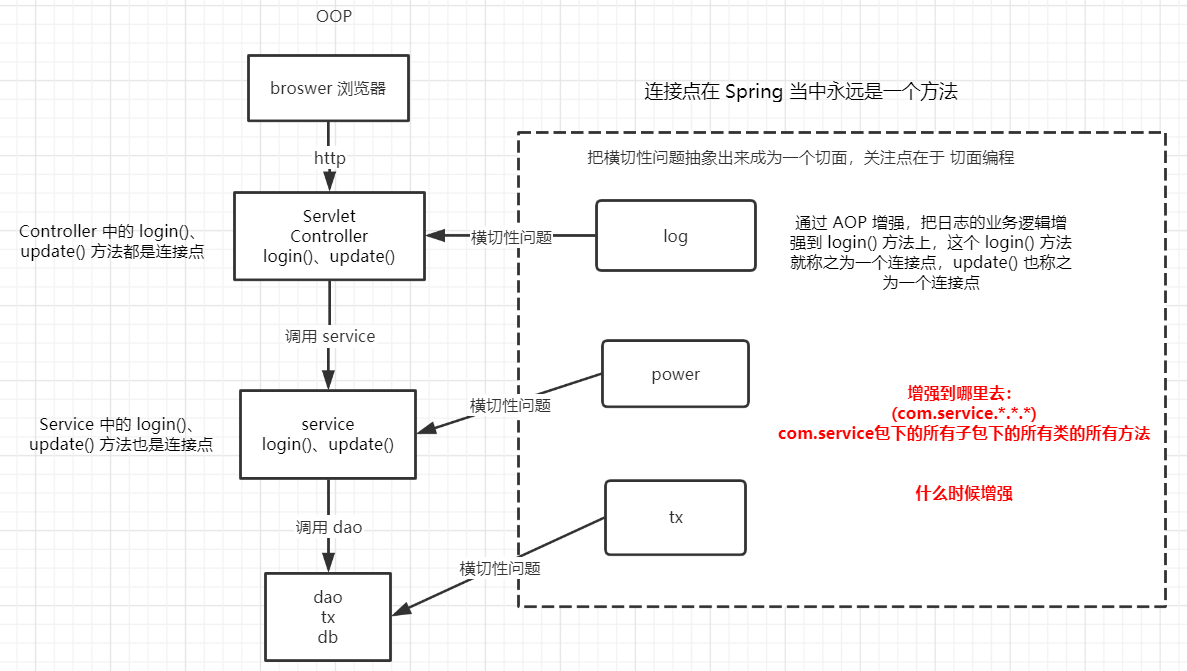 OOP
broswer 浏览器
连接点在 Spring 当中永远是一个方法
http
把横切性问题抽象出来成为一个切面，关注点在于 切面编程
Servlet
Controller
login()、update()
Controller 中的 login()、
update() 方法都是连接点
横切性问题
log
通过 AOP 增强，把日志的业务逻辑增
强到 login() 方法上，这个 login() 方法
就称之为一个连接点，update() 也称之
为一个连接点
调用 service
power
横切性问题
增强到哪里去：
(com.service.*.*.*)
com.service包下的所有子包下的所有类的所有方法
Service 中的 login()、
update() 方法也是连接点
service
login()、update()
什么时候增强
tx
调用 dao
横切性问题
dao
tx
db